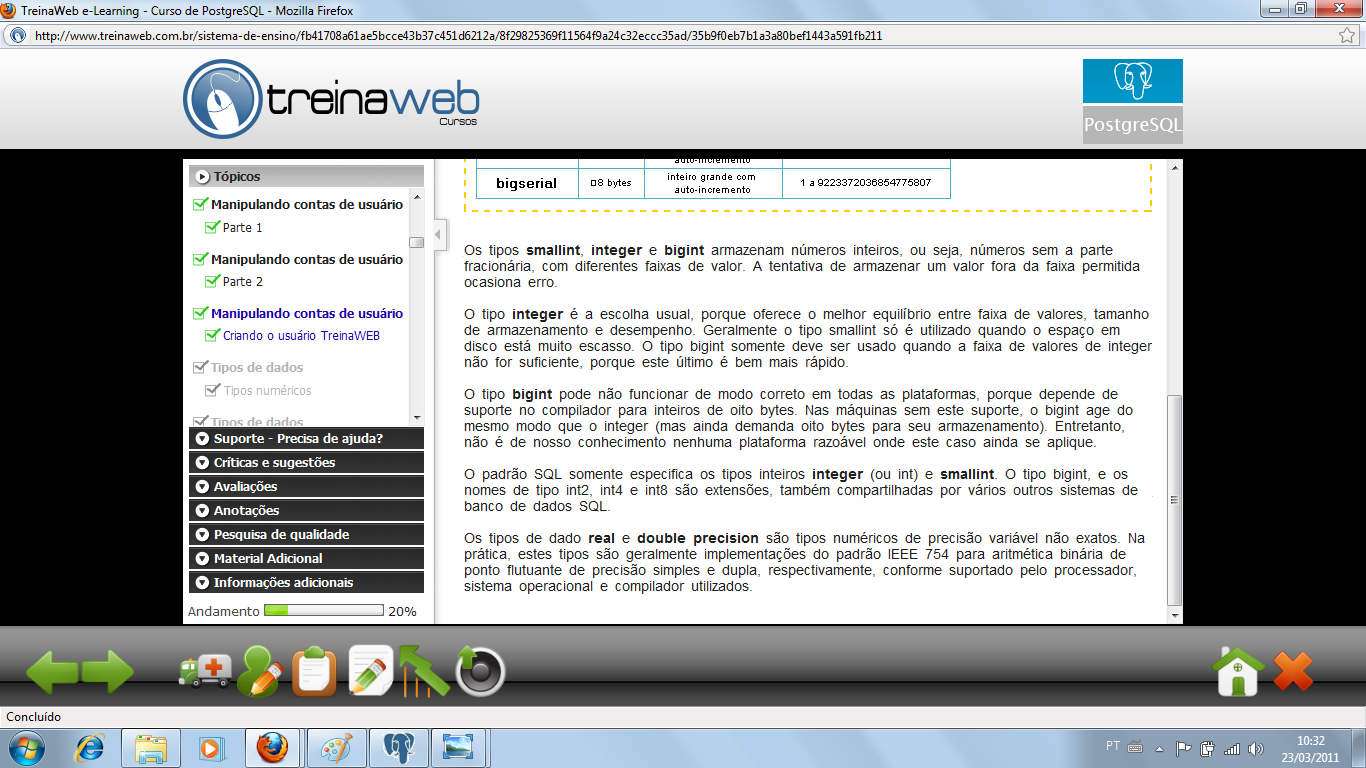 TreinaWeb e-Learning - Curso de PostgreSQL - Mozilla Firefox
http://www.treinaweb.com.br/sistema-de-ensino/fb41708a61ae5bcce43b37c451d6212a/8f29825369f11564f9a24c32eccc35ad/35b9f0eb7b1a3a80bef1443a591fb211
treinaweb
Cursos
PostgreSQL
Tópicos
Manipulando contas de usuário
Parte 1
Manipulando contas de usuário
Parte 2
Manipulando contas de usuário
Criando o usuário TreinaWEB
Tipos de dados
Tipos numéricos
Tipos de dados
Suporte - Precisa de ajuda?
Críticas e sugestões
Avaliações
Anotações
Pesquisa de qualidade
Material Adicional
Informações adicionais
Andamento 20%
auto-incremento
bigserial 8 bytes inteiro grande com auto-incremento 1 a 9223372036854775807
Os tipos smallint, integer e bigint armazenam números inteiros, ou seja, números sem a parte
fracionária, com diferentes faixas de valor. A tentativa de armazenar um valor fora da faixa permitida
ocasiona erro.
O tipo integer é a escolha usual, porque oferece o melhor equilíbrio entre faixa de valores, tamanho
de armazenamento e desempenho. Geralmente o tipo smallint só é utilizado quando o espaço em
disco está muito escasso. O tipo bigint somente deve ser usado quando a faixa de valores de integer
não for suficiente, porque este último é bem mais rápido.
O tipo bigint pode não funcionar de modo correto em todas as plataformas, porque depende de
suporte no compilador para inteiros de oito bytes. Nas máquinas sem este suporte, o bigint age do
mesmo modo que o integer (mas ainda demanda oito bytes para seu armazenamento). Entretanto,
não é de nosso conhecimento nenhuma plataforma razoável onde este caso ainda se aplique.
O padrão SQL somente especifica os tipos inteiros integer (ou int) e smallint. O tipo bigint, e os
nomes de tipo int2, int4 e int8 são extensões, também compartilhadas por vários outros sistemas de
banco de dados SQL.
Os tipos de dado real e double precision são tipos numéricos de precisão variável não exatos. Na
prática, estes tipos são geralmente implementações do padrão IEEE 754 para aritmética binária de
ponto flutuante de precisão simples e dupla, respectivamente, conforme suportado pelo processador,
sistema operacional e compilador utilizados.
Concluído
PT
10:32
23/03/2011